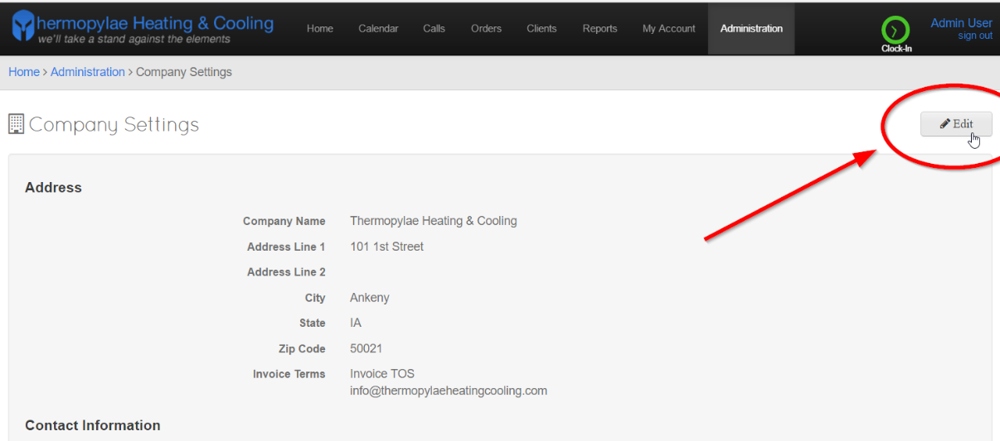 hermopylae Heating & Cooling
we'll take a stand against the elements
Home Calendar Calls Orders Clients Reports My Account Administration
Clock-In
Admin User
sign out
Home > Administration > Company Settings
Company Settings
Edit
Address
Company Name Thermopylae Heating & Cooling
Address Line 1 101 1st Street
Address Line 2
City Ankeny
State IA
Zip Code 50021
Invoice Terms Invoice TOS
info@thermopylaeheatingcooling.com
Contact Information